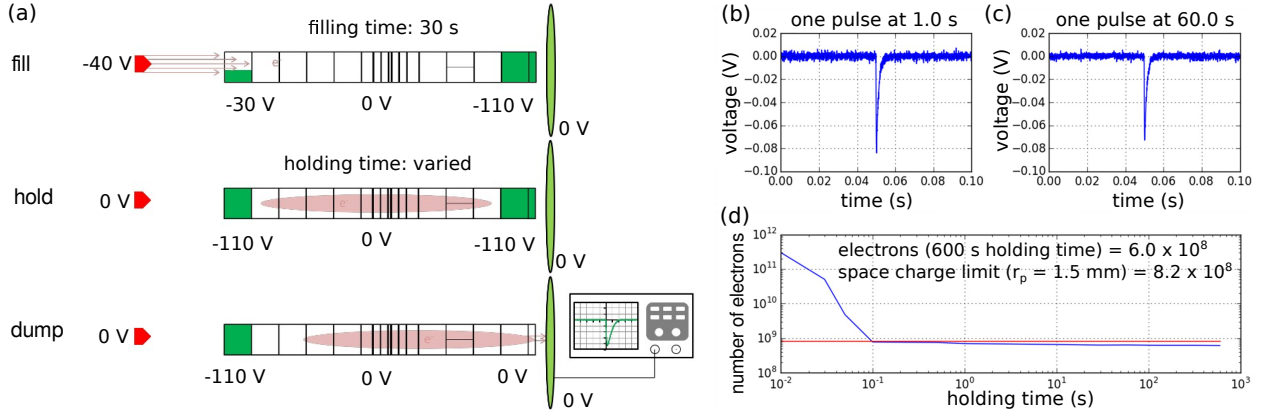 (a)
filling time: 30 s
fill
-40 V
e⁻
-30 V
0 V
-110 V
0 V
holding time: varied
hold
0 V
e⁻
-110 V
0 V
-110 V
0 V
dump
0 V
e⁻
-110 V
0 V
0 V
0 V
(b)
one pulse at 1.0 s
voltage (V)
0.02
0.00
−0.02
−0.04
−0.06
−0.08
−0.10
0.00 0.02 0.04 0.06 0.08 0.10
time (s)
(c)
one pulse at 60.0 s
voltage (V)
0.02
0.00
−0.02
−0.04
−0.06
−0.08
−0.10
0.00 0.02 0.04 0.06 0.08 0.10
time (s)
(d)
number of electrons
10¹²
10¹¹
10¹⁰
10⁹
10⁸
electrons (600 s holding time) = 6.0 x 10⁸
space charge limit (rₚ = 1.5 mm) = 8.2 x 10⁸
10⁻² 10⁻¹ 10⁰ 10¹ 10² 10³
holding time (s)